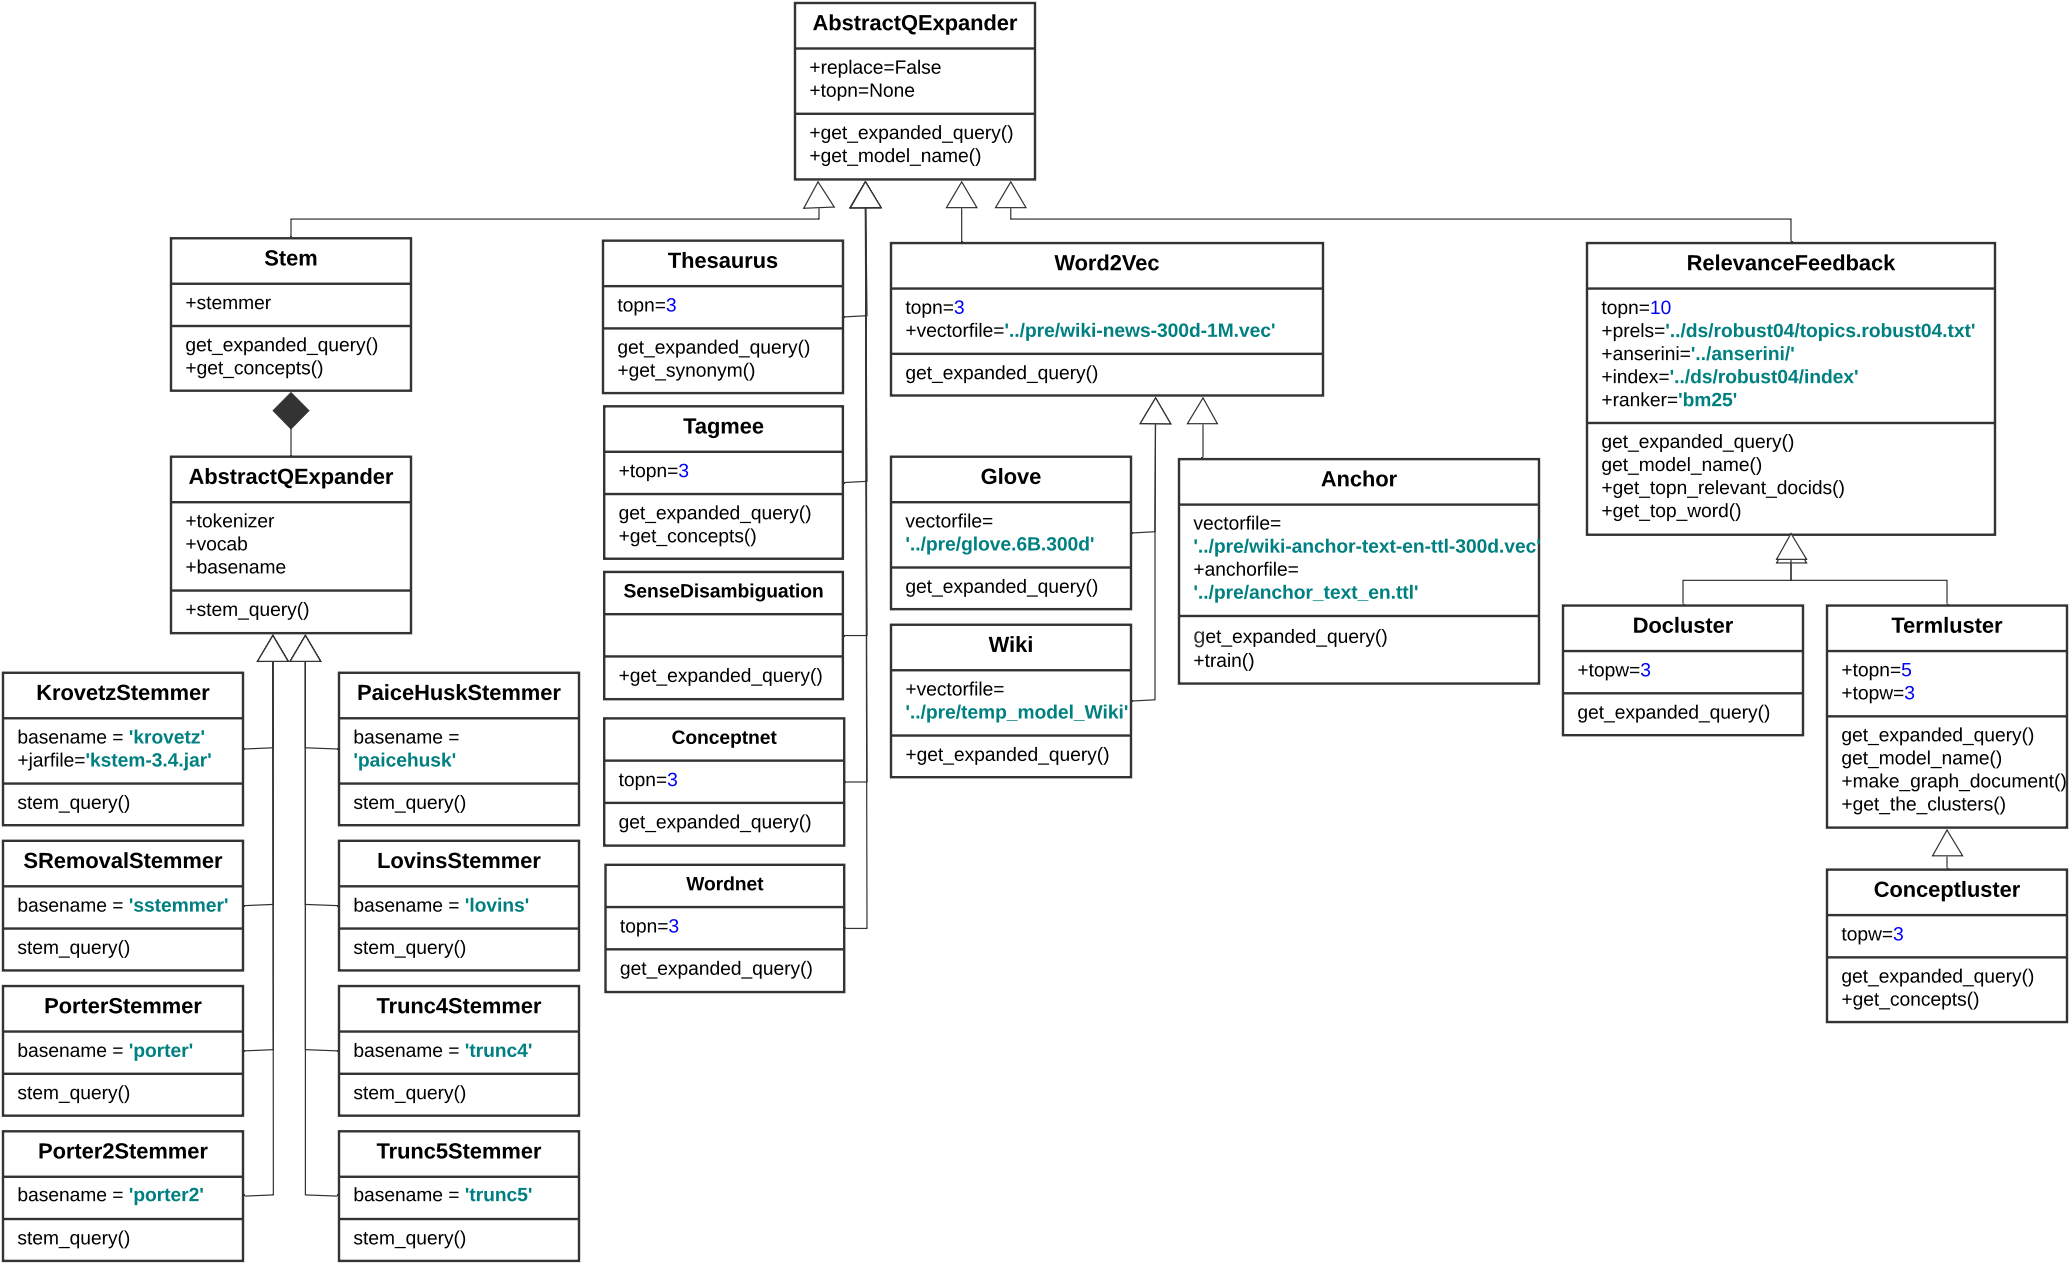 AbstractQExpander
+replace=False
+topn=None
+get_expanded_query()
+get_model_name()
Stem
+stemmer
get_expanded_query()
+get_concepts()
AbstractQExpander
+tokenizer
+vocab
+basename
+stem_query()
KrovetzStemmer
basename = 'krovetz'
+jarfile='kstem-3.4.jar'
stem_query()
SRemovalStemmer
basename = 'sstemmer'
stem_query()
PorterStemmer
basename = 'porter'
stem_query()
Porter2Stemmer
basename = 'porter2'
stem_query()
PaiceHuskStemmer
basename =
'paicehusk'
stem_query()
LovinsStemmer
basename = 'lovins'
stem_query()
Trunc4Stemmer
basename = 'trunc4'
stem_query()
Trunc5Stemmer
basename = 'trunc5'
stem_query()
Thesaurus
topn=3
get_expanded_query()
+get_synonym()
Tagmee
+topn=3
get_expanded_query()
+get_concepts()
SenseDisambiguation
+get_expanded_query()
Conceptnet
topn=3
get_expanded_query()
Wordnet
topn=3
get_expanded_query()
Word2Vec
topn=3
+vectorfile='../pre/wiki-news-300d-1M.vec'
get_expanded_query()
Glove
vectorfile=
'../pre/glove.6B.300d'
get_expanded_query()
Wiki
+vectorfile=
'../pre/temp_model_Wiki'
+get_expanded_query()
Anchor
vectorfile=
'../pre/wiki-anchor-text-en-ttl-300d.vec'
+anchorfile=
'../pre/anchor_text_en.ttl'
get_expanded_query()
+train()
RelevanceFeedback
topn=10
+prels='../ds/robust04/topics.robust04.txt'
+anserini='../anserini/'
+index='../ds/robust04/index'
+ranker='bm25'
get_expanded_query()
get_model_name()
+get_topn_relevant_docids()
+get_top_word()
Docluster
+topw=3
get_expanded_query()
Termluster
+topn=5
+topw=3
get_expanded_query()
get_model_name()
+make_graph_document()
+get_the_clusters()
Conceptluster
topw=3
get_expanded_query()
+get_concepts()